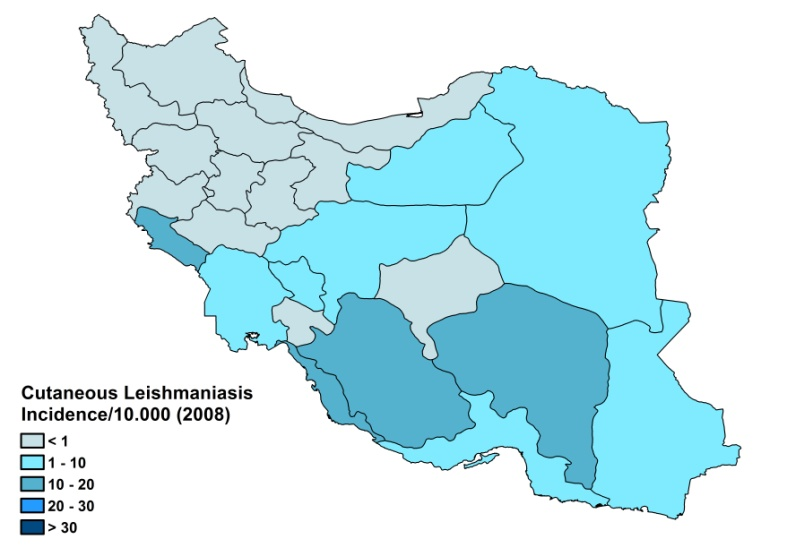 Cutaneous Leishmaniasis
Incidence/10.000 (2008)
< 1
1 - 10
10 - 20
20 - 30
> 30